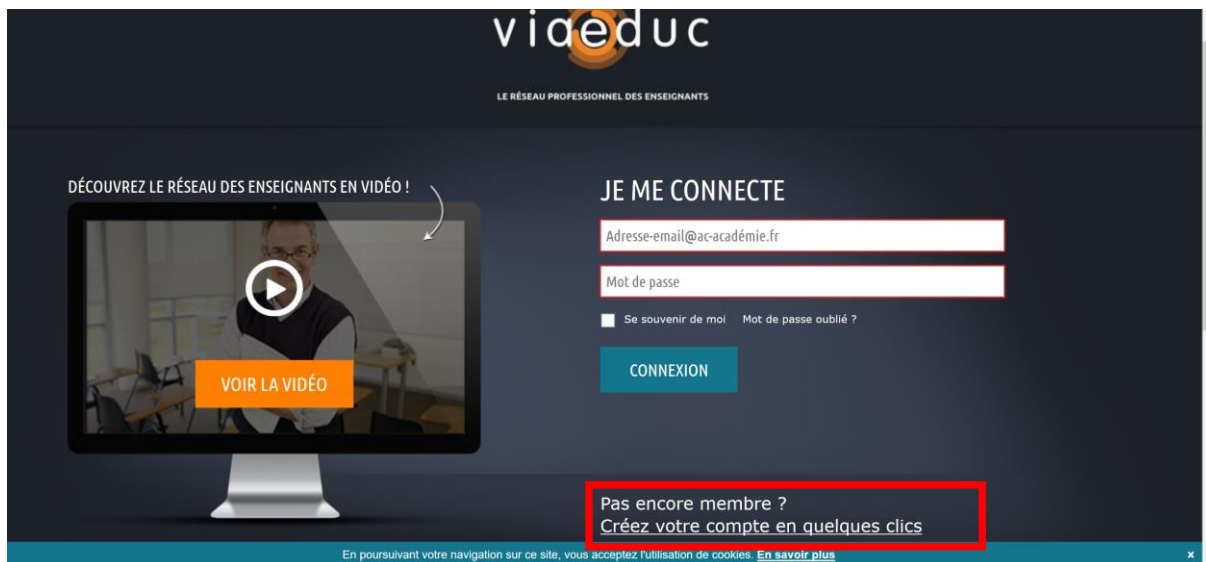 viaeduc
LE RÉSEAU PROFESSIONNEL DES ENSEIGNANTS
DÉCOUVREZ LE RÉSEAU DES ENSEIGNANTS EN VIDÉO !
VOIR LA VIDÉO
JE ME CONNECTE
Adresse-email@ac-académie.fr
Mot de passe
Se souvenir de moi Mot de passe oublié ?
CONNEXION
Pas encore membre ?
Créez votre compte en quelques clics
En poursuivant votre navigation sur ce site, vous acceptez l'utilisation de cookies. En savoir plus x